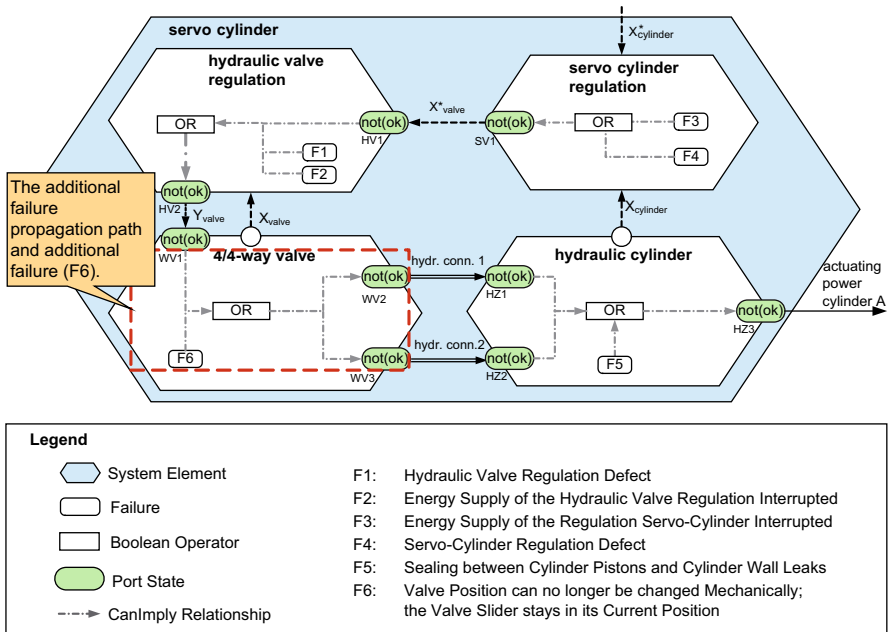 servo cylinder
X*cylinder
hydraulic valve
regulation
servo cylinder
regulation
X*valve
OR
not(ok)
HV1
not(ok)
SV1
OR
F3
F4
F1
F2
The additional
failure
propagation path
and additional
failure (F6).
not(ok)
HV2
Yvalve
Xvalve
Xcylinder
not(ok)
WV1
4/4-way valve
hydraulic cylinder
not(ok)
WV2
hydr. conn. 1
not(ok)
HZ1
OR
OR
not(ok)
HZ3
actuating
power
cylinder A
F6
not(ok)
WV3
hydr. conn.2
not(ok)
HZ2
F5
Legend
System Element
Failure
Boolean Operator
Port State
CanImply Relationship
F1: Hydraulic Valve Regulation Defect
F2: Energy Supply of the Hydraulic Valve Regulation Interrupted
F3: Energy Supply of the Regulation Servo-Cylinder Interrupted
F4: Servo-Cylinder Regulation Defect
F5: Sealing between Cylinder Pistons and Cylinder Wall Leaks
F6: Valve Position can no longer be changed Mechanically;
the Valve Slider stays in its Current Position